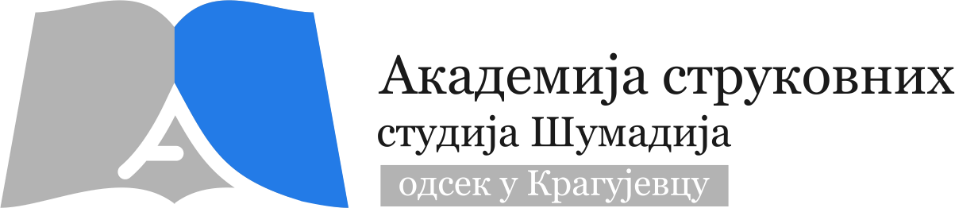 Академија струковних
студија Шумадија
одсек у Крагујевцу